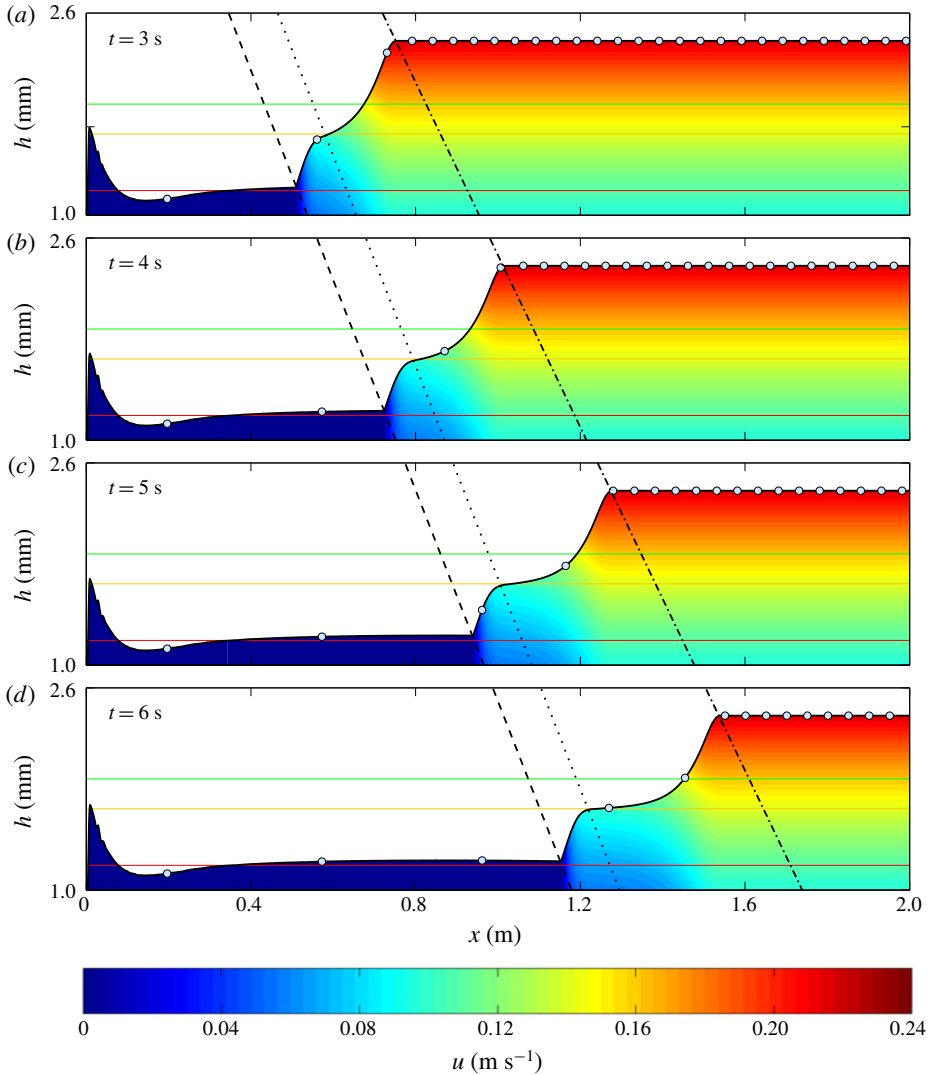 (a)
2.6
t = 3 s
h (mm)
1.0
(b)
2.6
t = 4 s
h (mm)
1.0
(c)
2.6
t = 5 s
h (mm)
1.0
(d)
2.6
t = 6 s
h (mm)
1.0
0 0.4 0.8 1.2 1.6 2.0
x (m)
0 0.04 0.08 0.12 0.16 0.20 0.24
u (m s⁻¹)